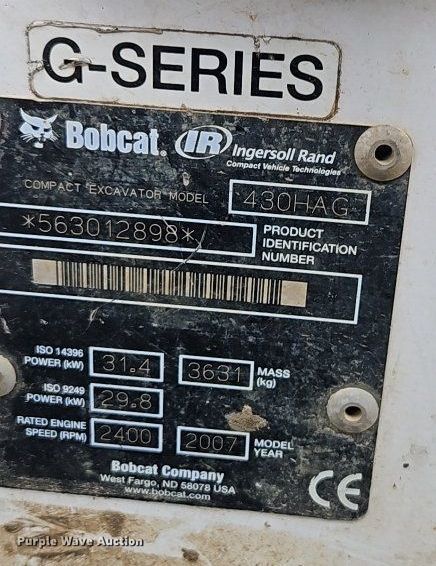 G-SERIES
Bobcat. IR Ingersoll Rand
Compact Vehicle Technologies
COMPACT EXCAVATOR MODEL 430HAG
*563012898*
PRODUCT IDENTIFICATION NUMBER
ISO 14396 POWER (kW) 31.4
3631 MASS (kg)
ISO 9249 POWER (kW) 29.8
RATED ENGINE SPEED (RPM) 2400
2007 MODEL YEAR
Bobcat Company
West Fargo, ND 58078 USA
www.bobcat.com
CE
Purple Wave Auction